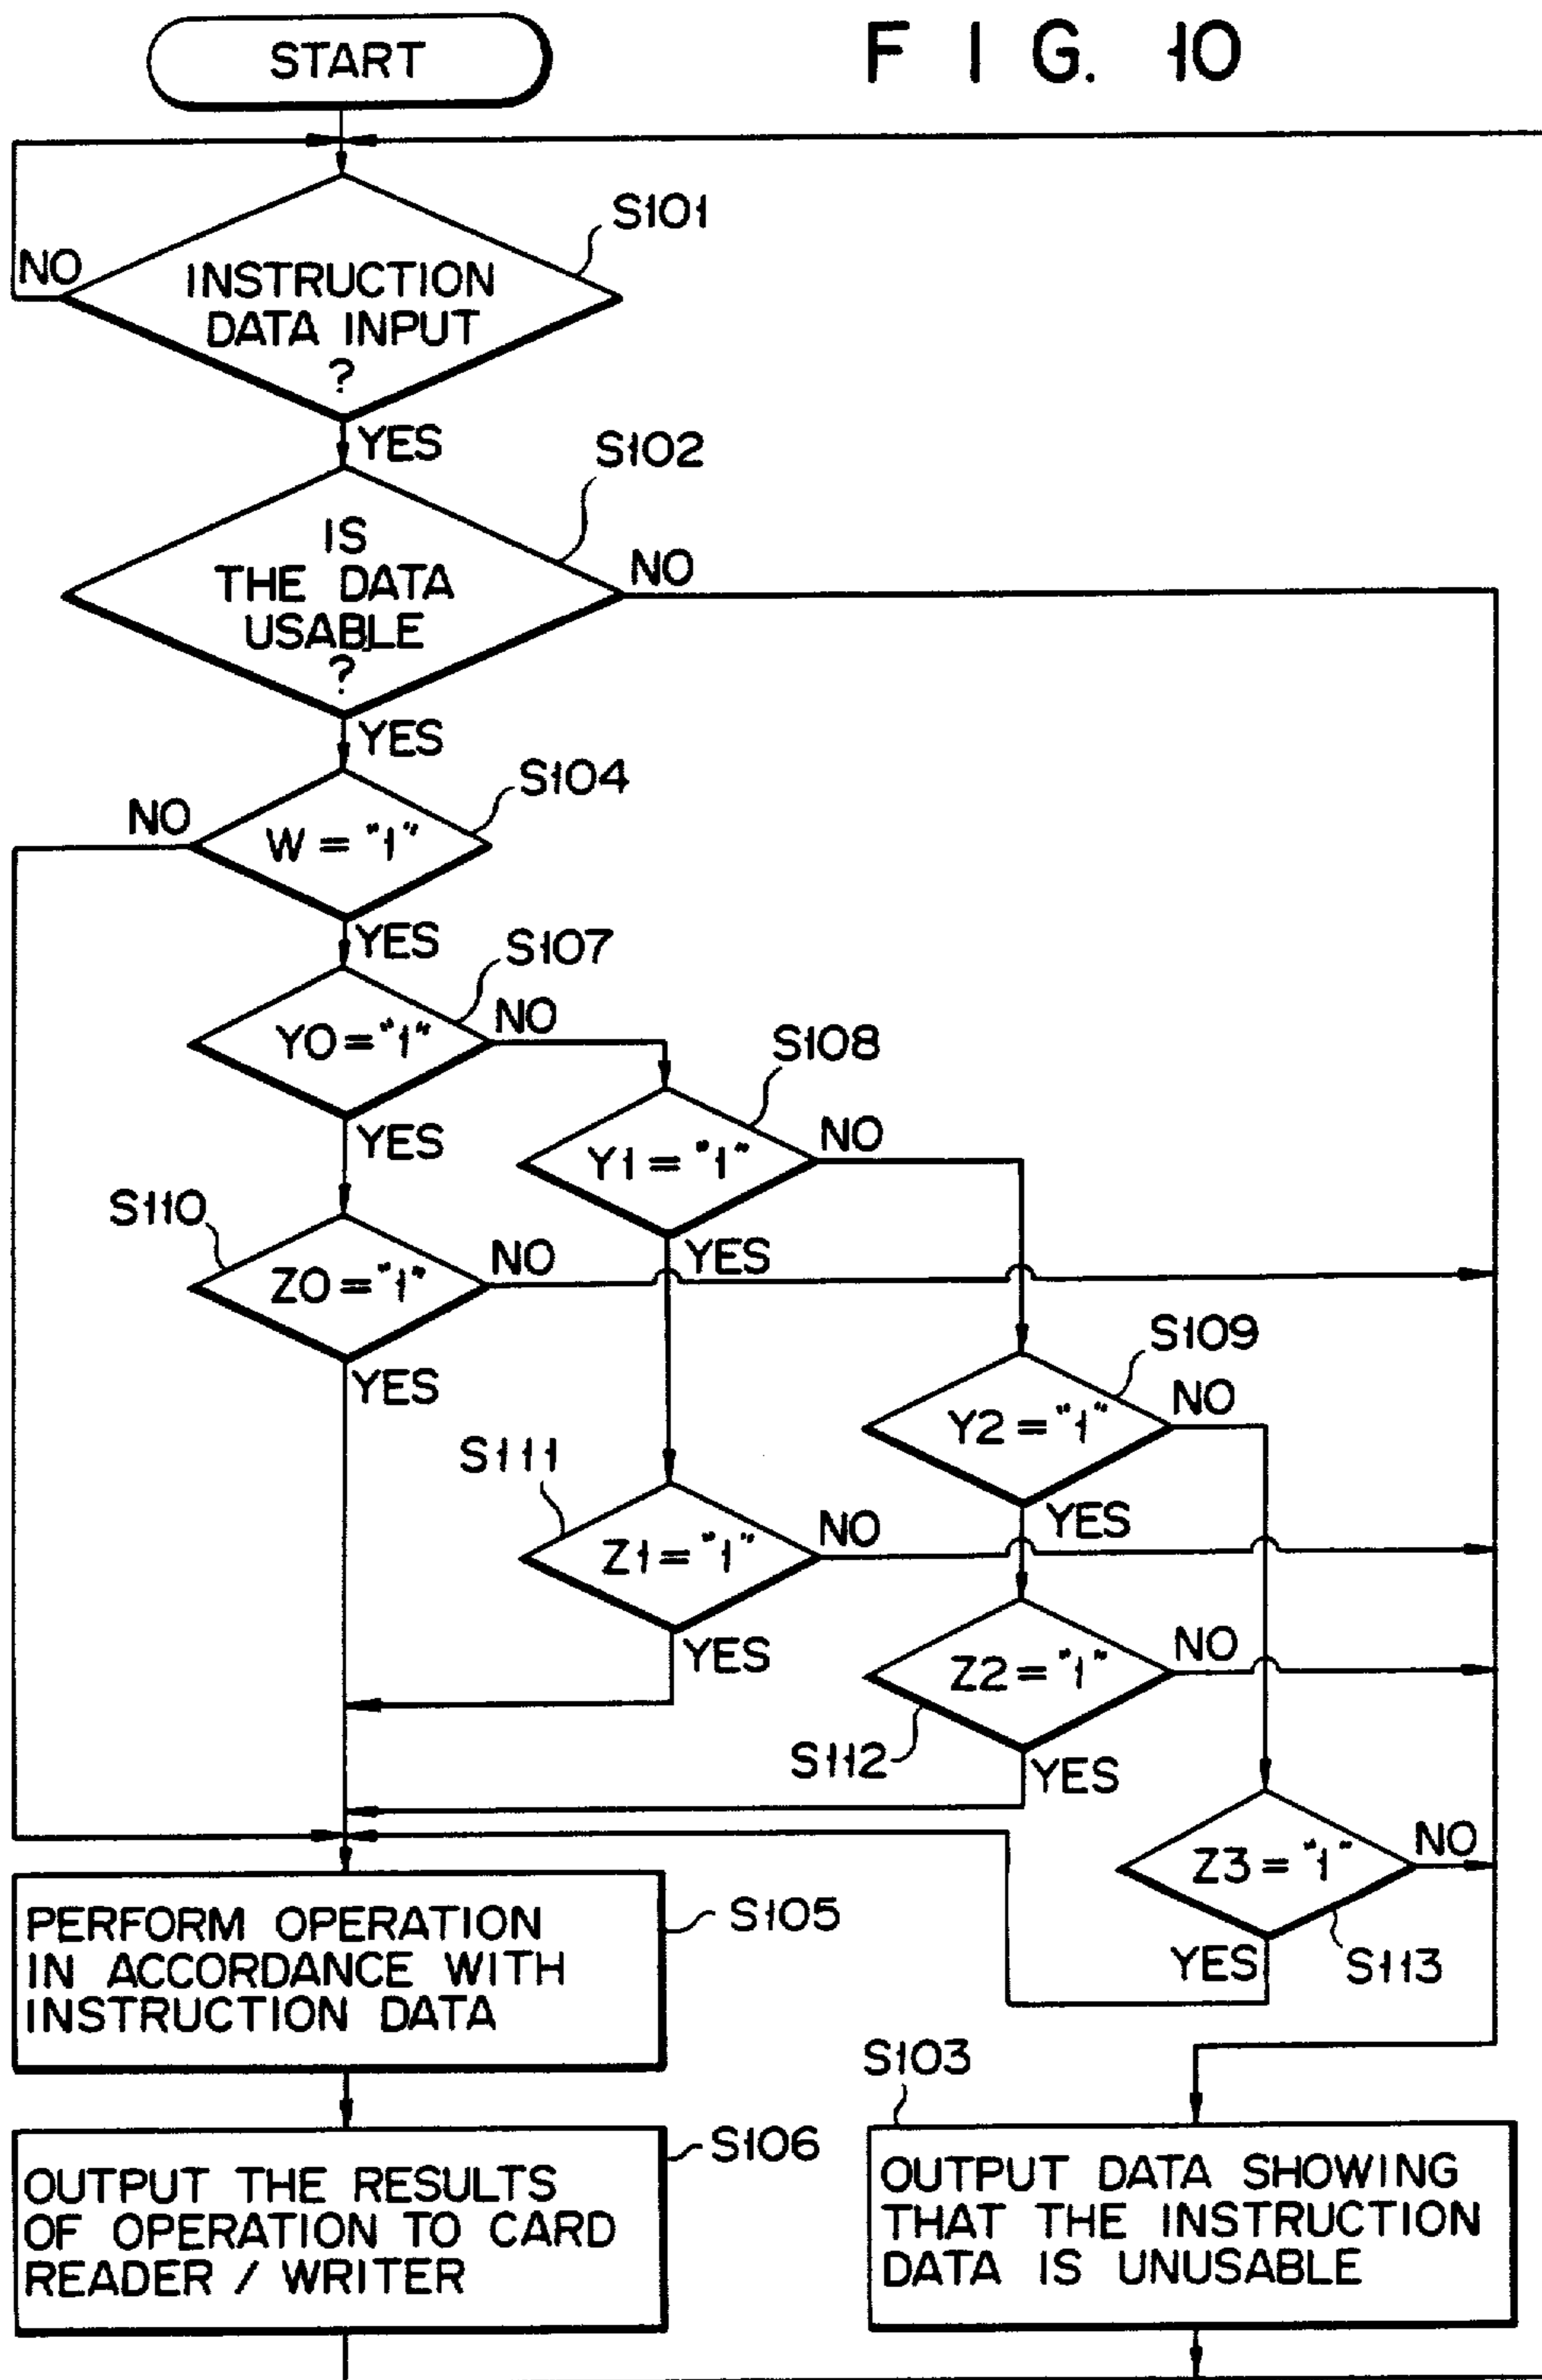 F I G. 10
START
S101
NO
INSTRUCTION
DATA INPUT
?
YES
S102
IS
THE DATA
USABLE
?
NO
YES
S104
NO
W = "1"
YES
S107
Y0 = "1"
NO
S108
YES
Y1 = "1"
NO
S110
Z0 = "1"
NO
YES
S109
YES
Y2 = "1"
NO
S111
Z1 = "1"
NO
YES
YES
Z2 = "1"
NO
S112
YES
Z3 = "1"
NO
YES
S113
PERFORM OPERATION
IN ACCORDANCE WITH
INSTRUCTION DATA
S105
S103
OUTPUT THE RESULTS
OF OPERATION TO CARD
READER / WRITER
S106
OUTPUT DATA SHOWING
THAT THE INSTRUCTION
DATA IS UNUSABLE